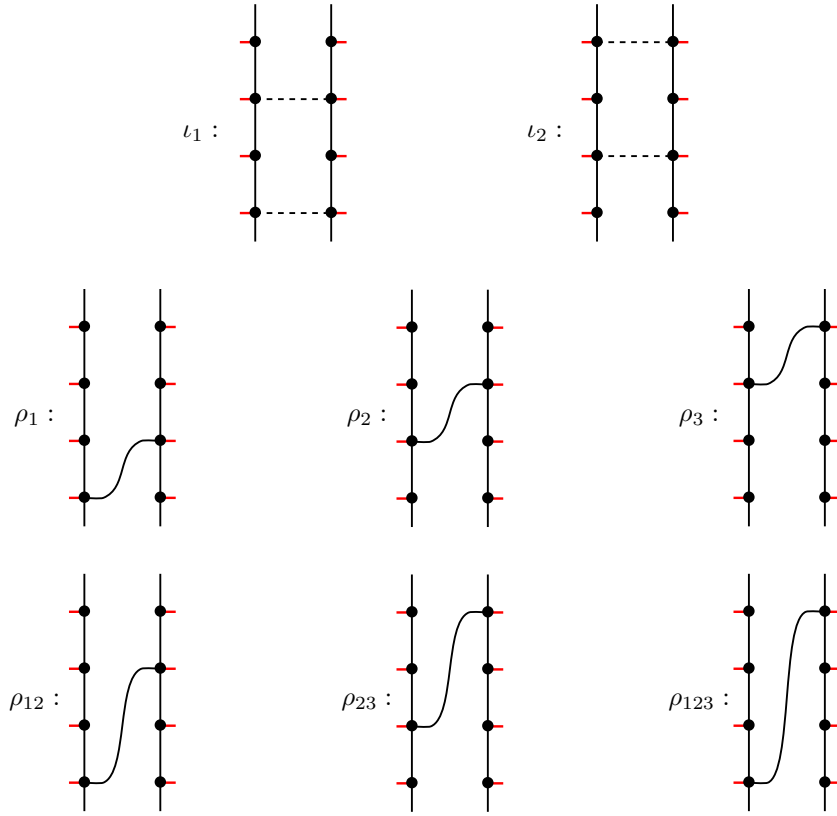 ι₁ : ι₂ :
ρ₁ : ρ₂ : ρ₃ :
ρ₁₂ : ρ₂₃ : ρ₁₂₃ :